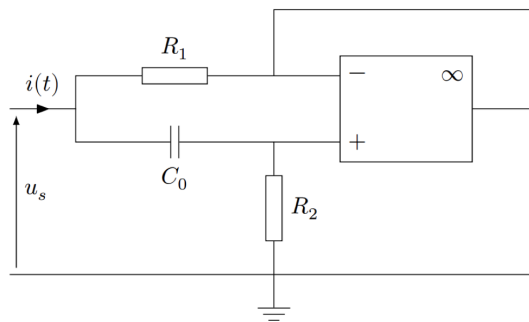 R₁
i(t)
− ∞
+
C₀
uₛ
R₂